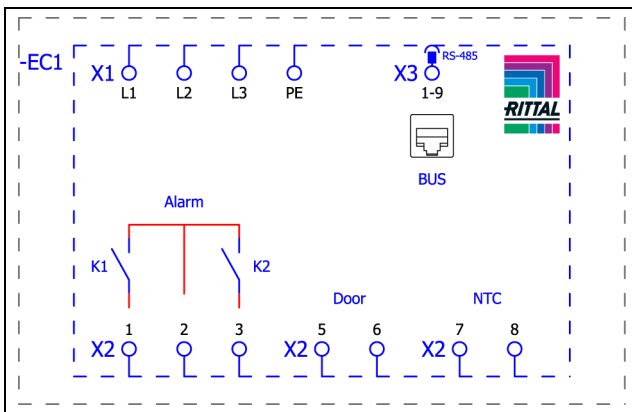 -EC1
X1
L1
L2
L3
PE
X3
RS-485
1-9
RITTAL
BUS
Alarm
K1
K2
Door
NTC
1
2
3
5
6
7
8
X2
X2
X2